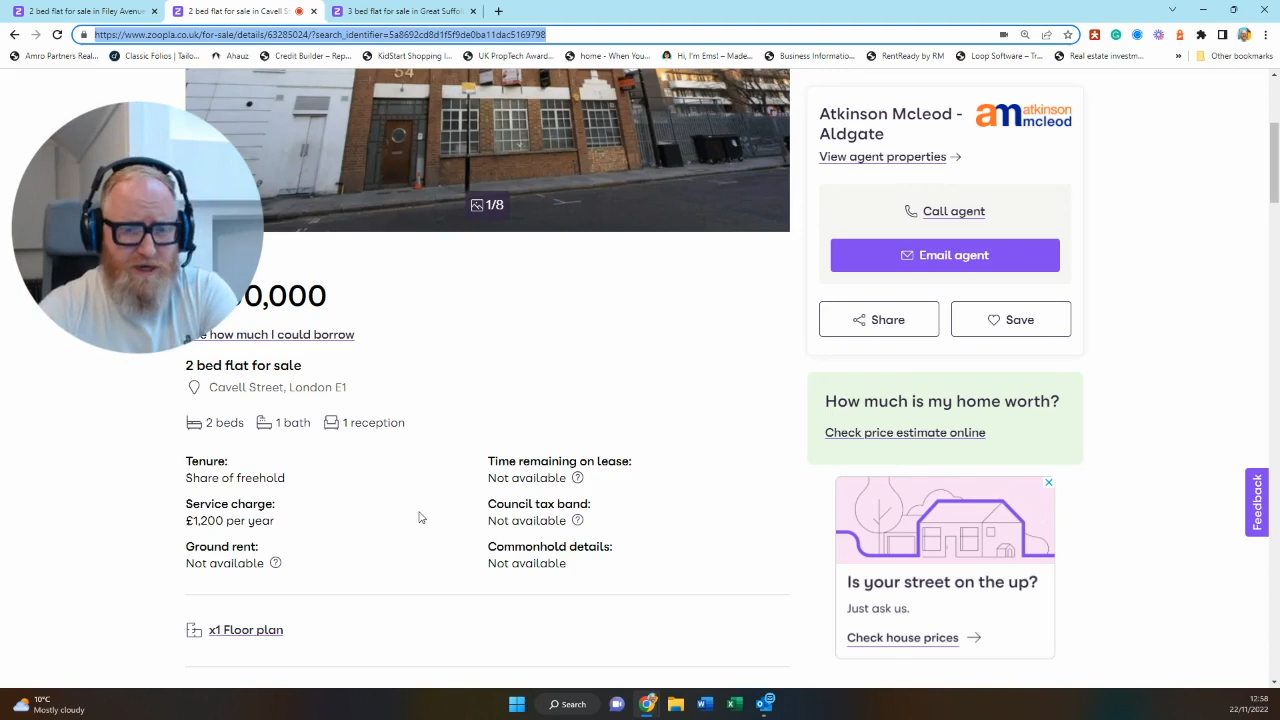 2 bed flat for sale in Filey Avenue
2 bed flat for sale in Cavell S
3 bed flat for sale in Great Suffol
https://www.zoopla.co.uk/for-sale/details/63285024/?search_identifier=5a8692cd8d1f5f9de0ba11dac5169798
Amro Partners Real...
Classic Folios | Tailo...
Ahauz
Credit Builder – Rep...
KidStart Shopping I...
UK PropTech Award...
home - When You...
Hi, I'm Ems! – Made...
Business Informatio...
RentReady by RM
Loop Software – Tr...
Real estate investm...
»
Other bookmarks
54
1/8
Atkinson Mcleod -
Aldgate
atkinson
mcleod
am
View agent properties
Call agent
Email agent
Share
Save
0,000
how much I could borrow
2 bed flat for sale
Cavell Street, London E1
2 beds
1 bath
1 reception
Tenure:
Share of freehold
Time remaining on lease:
Not available
Service charge:
£1,200 per year
Council tax band:
Not available
Ground rent:
Not available
Commonhold details:
Not available
x1 Floor plan
How much is my home worth?
Check price estimate online
Is your street on the up?
Just ask us.
Check house prices
Feedback
10°C
Mostly cloudy
Search
12:58
22/11/2022